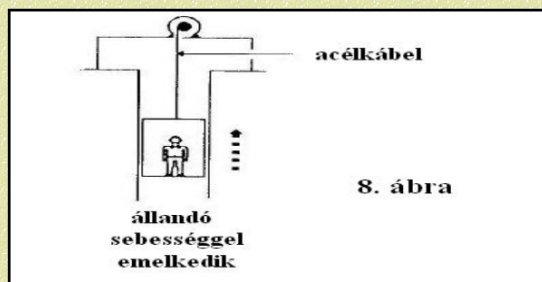 acélkábel
8. ábra
állandó
sebességgel
emelkedik